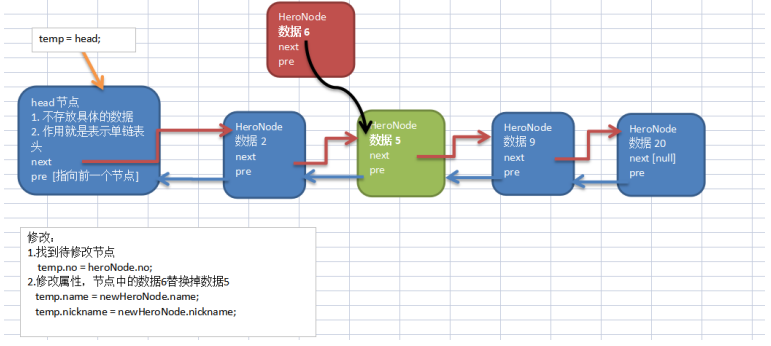 temp = head;
HeroNode
数据 6
next
pre
head 节点
1. 不存放具体的数据
2. 作用就是表示单链表
头
next
pre [指向前一个节点]
HeroNode
数据 2
next
pre
HeroNode
数据 5
next
pre
HeroNode
数据 9
next
pre
HeroNode
数据 20
next [null]
pre
修改：
1.找到待修改节点
temp.no = heroNode.no;
2.修改属性，节点中的数据6替换掉数据5
temp.name = newHeroNode.name;
temp.nickname = newHeroNode.nickname;